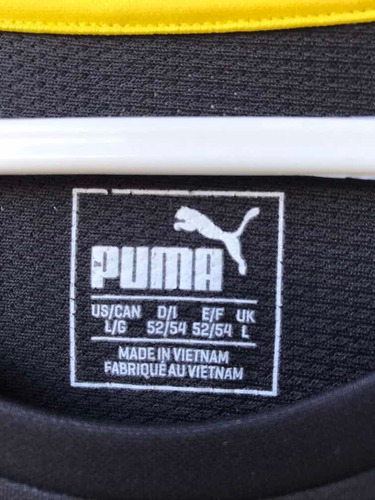 PUMA
US/CAN D/I E/F UK
L/G 52/54 52/54 L
MADE IN VIETNAM
FABRIQUÉ AU VIETNAM